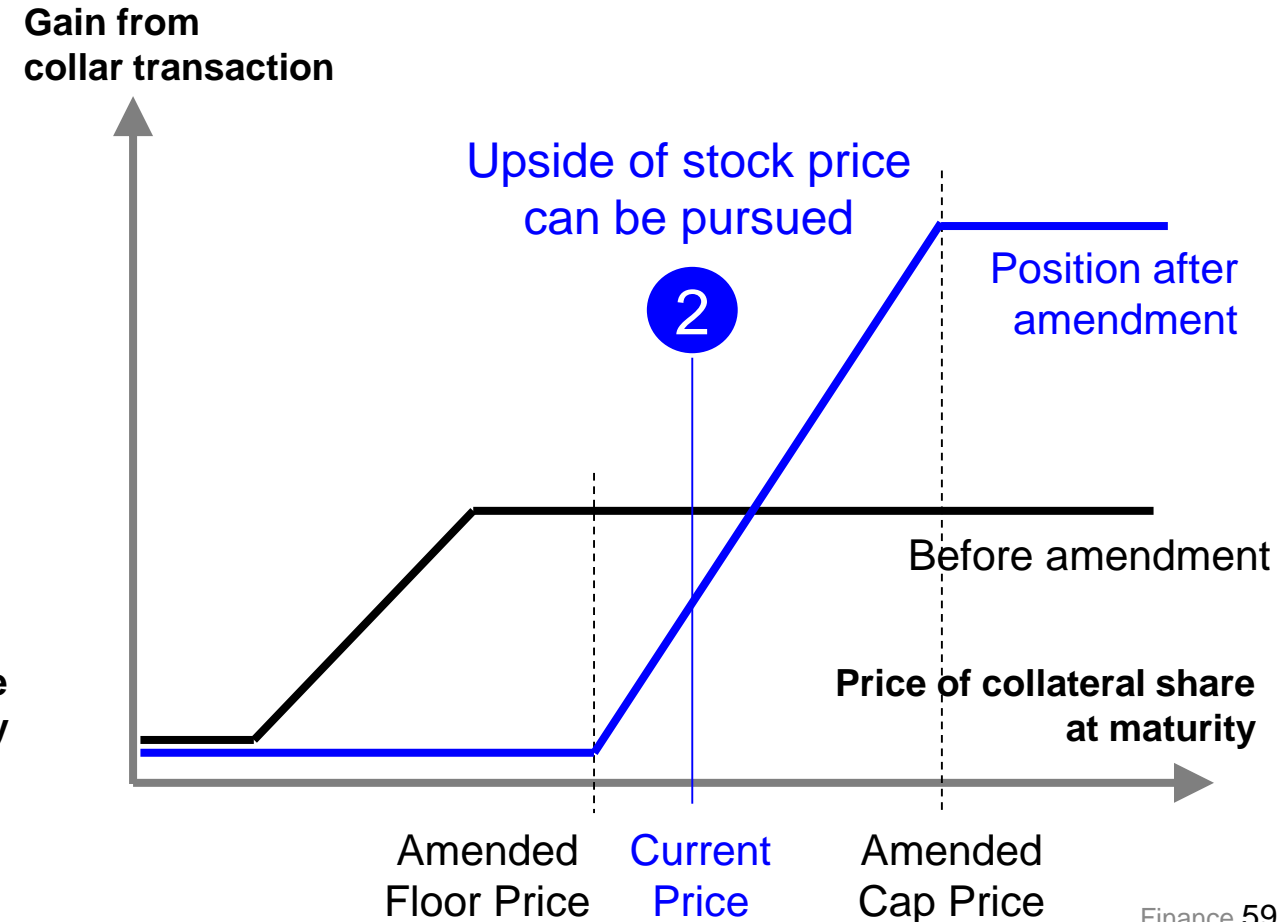 Gain from
collar transaction
Upside of stock price
can be pursued
2
Position after
amendment
Before amendment
Price of collateral share
at maturity
Amended
Floor Price
Current
Price
Amended
Cap Price
Finance 59